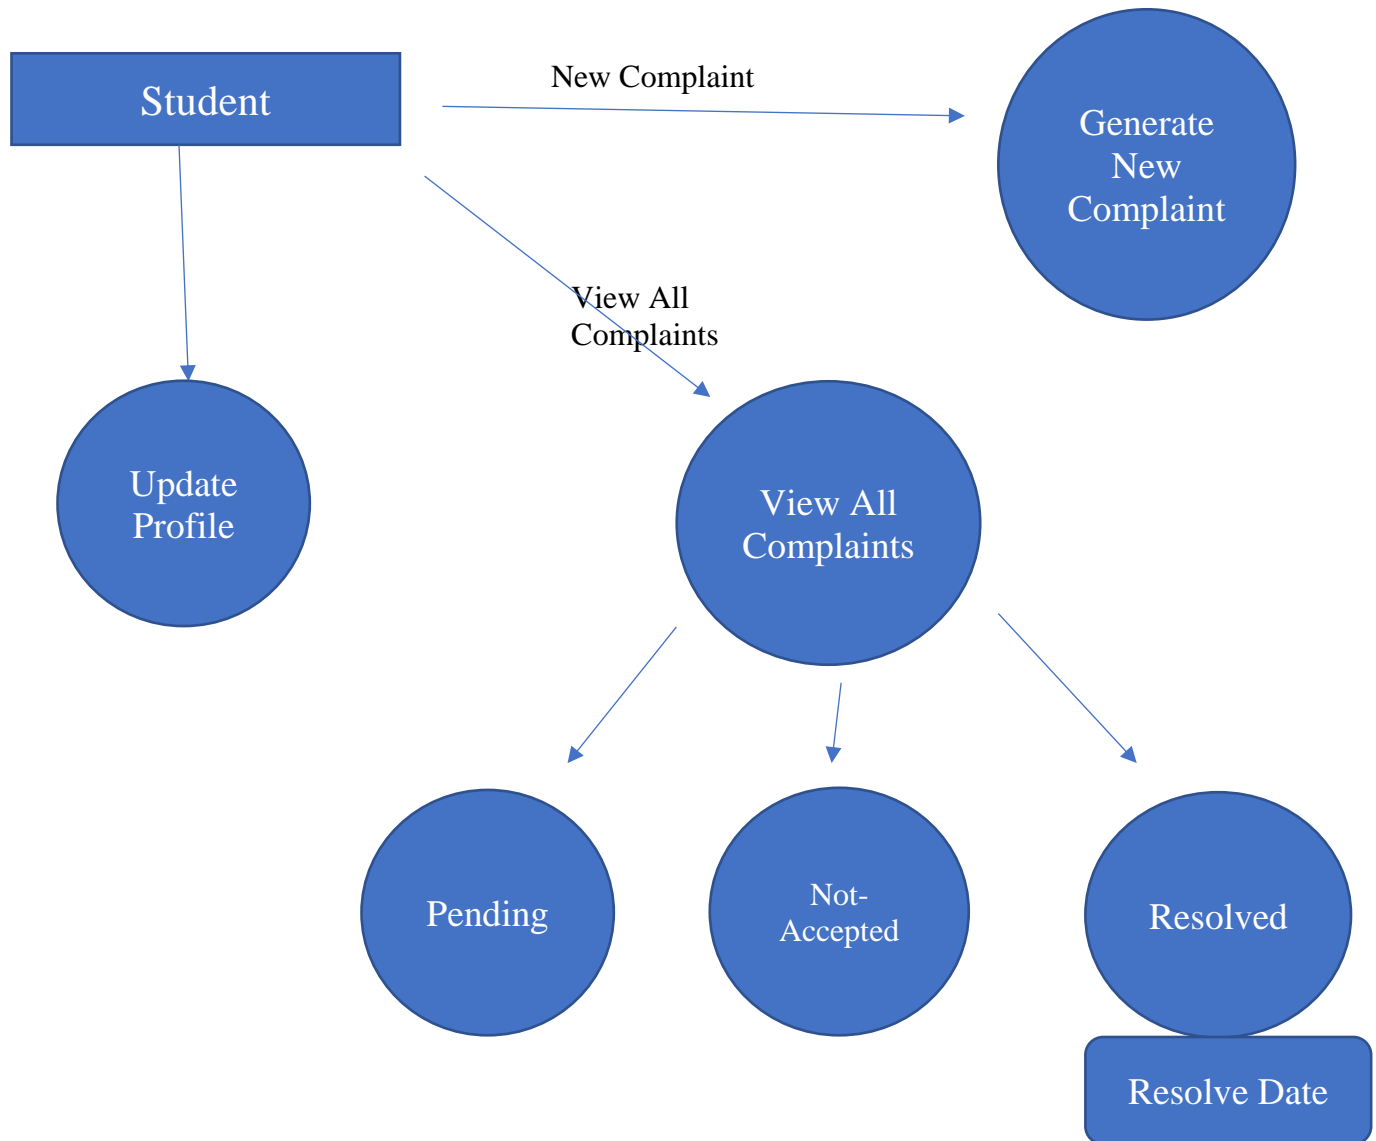 Student
New Complaint
Generate
New
Complaint
View All
Complaints
Update
Profile
View All
Complaints
Pending
Not-
Accepted
Resolved
Resolve Date